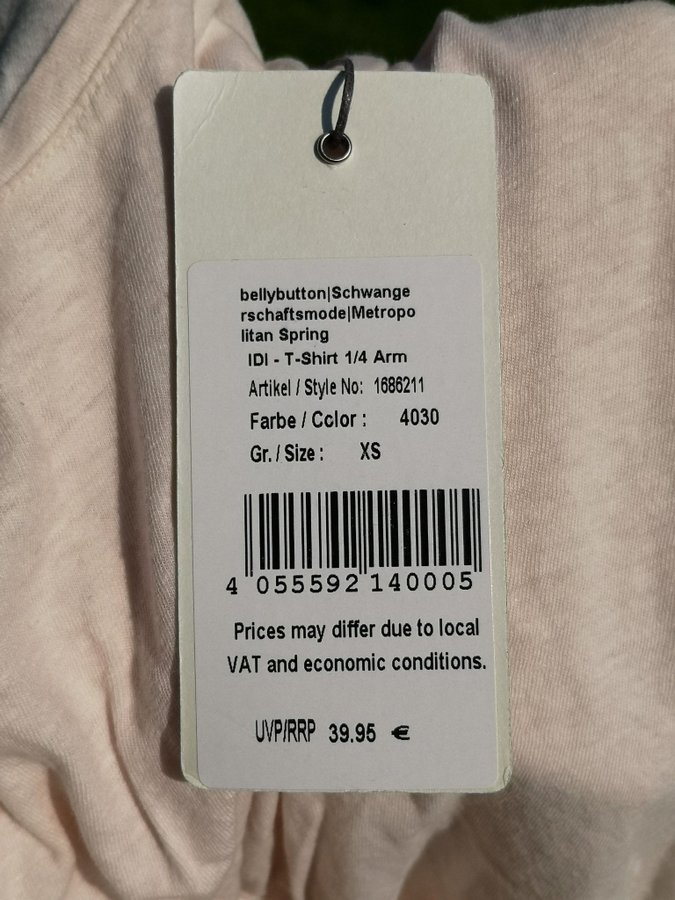 bellybutton|Schwange
rschaftsmode|Metropo
litan Spring
IDI - T-Shirt 1/4 Arm
Artikel / Style No: 1686211
Farbe / Color : 4030
Gr. / Size : XS
4 055592 140005
Prices may differ due to local
VAT and economic conditions.
UVP/RRP 39.95 €